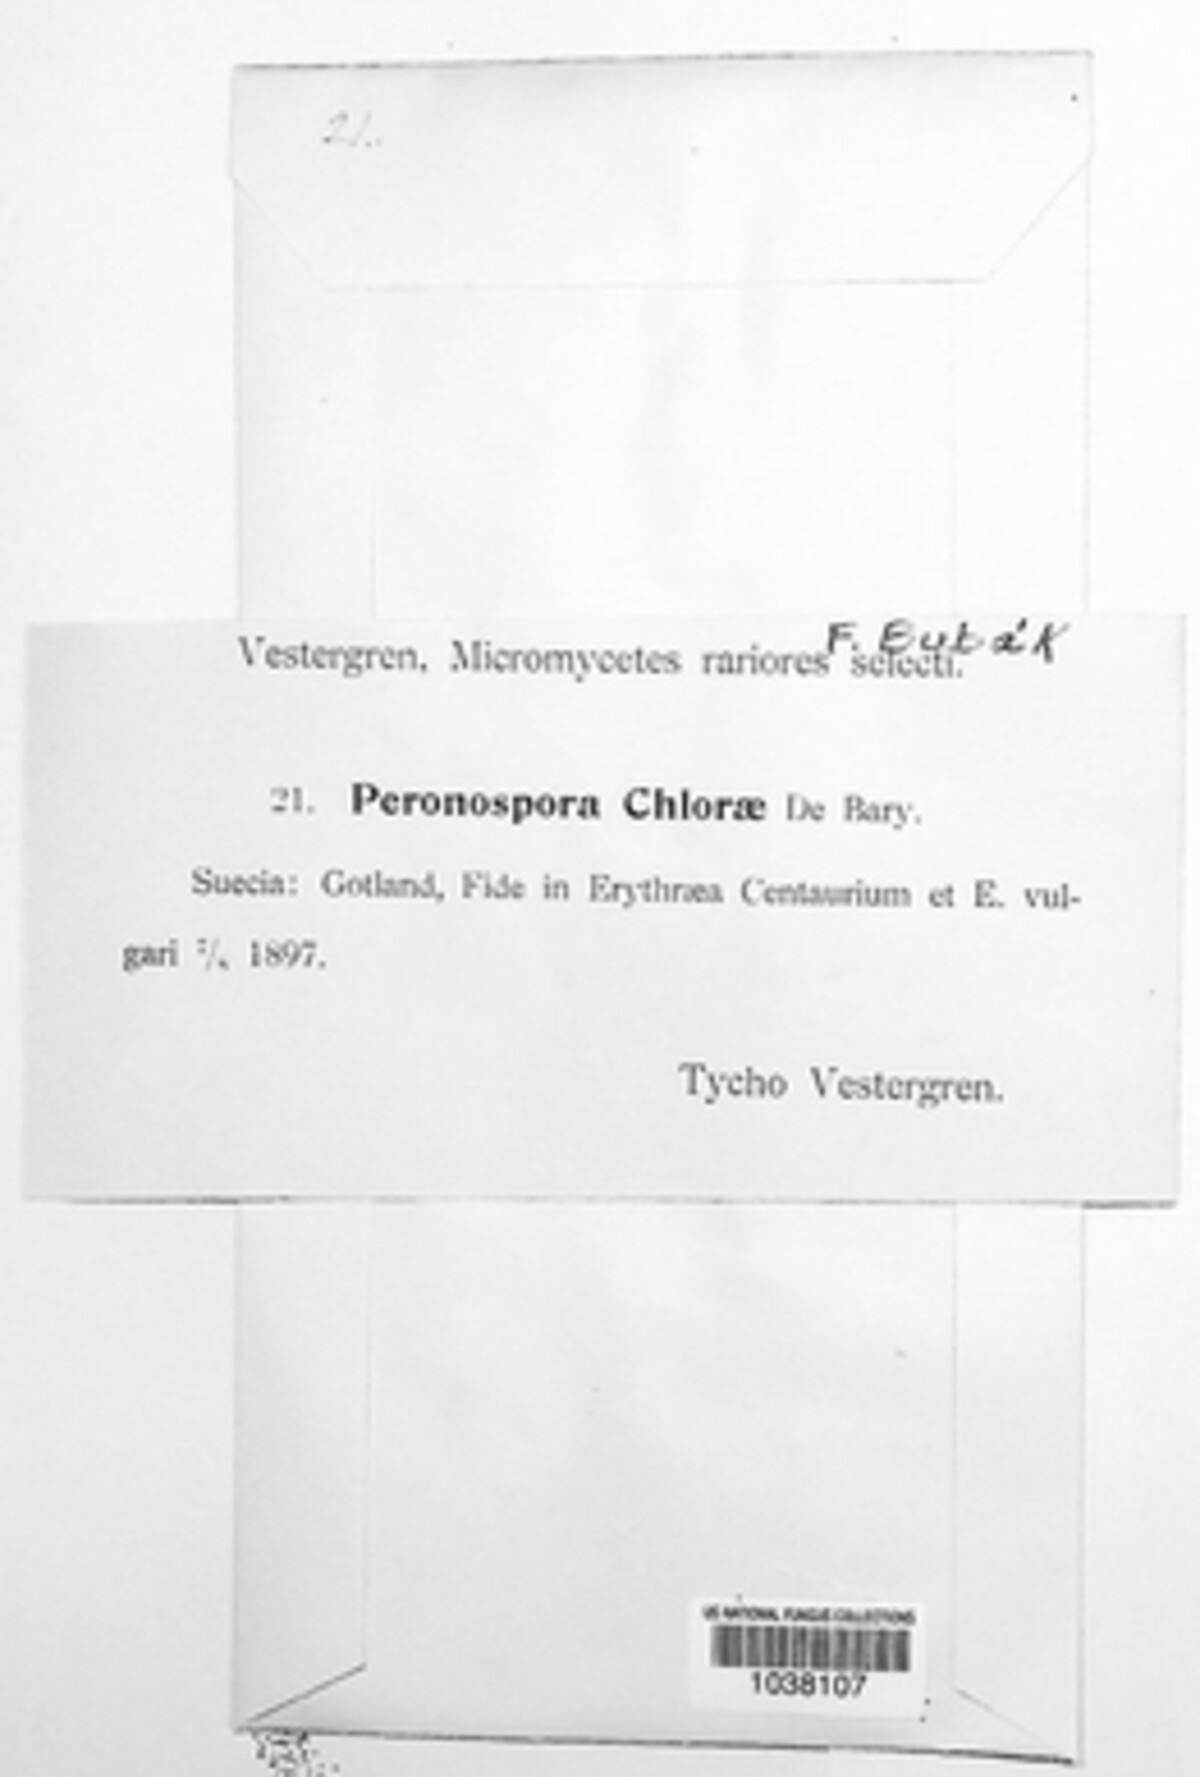 21.
F. Bubák
Vestergren, Micromycetes rariores selecti.
21. Peronospora Chloræ De Bary.
Suecia: Gotland, Fide in Erythræa Centaurium et E. vul-
gari 1897.
Tycho Vestergren.
US NATIONAL FUNGUS COLLECTIONS
1038107